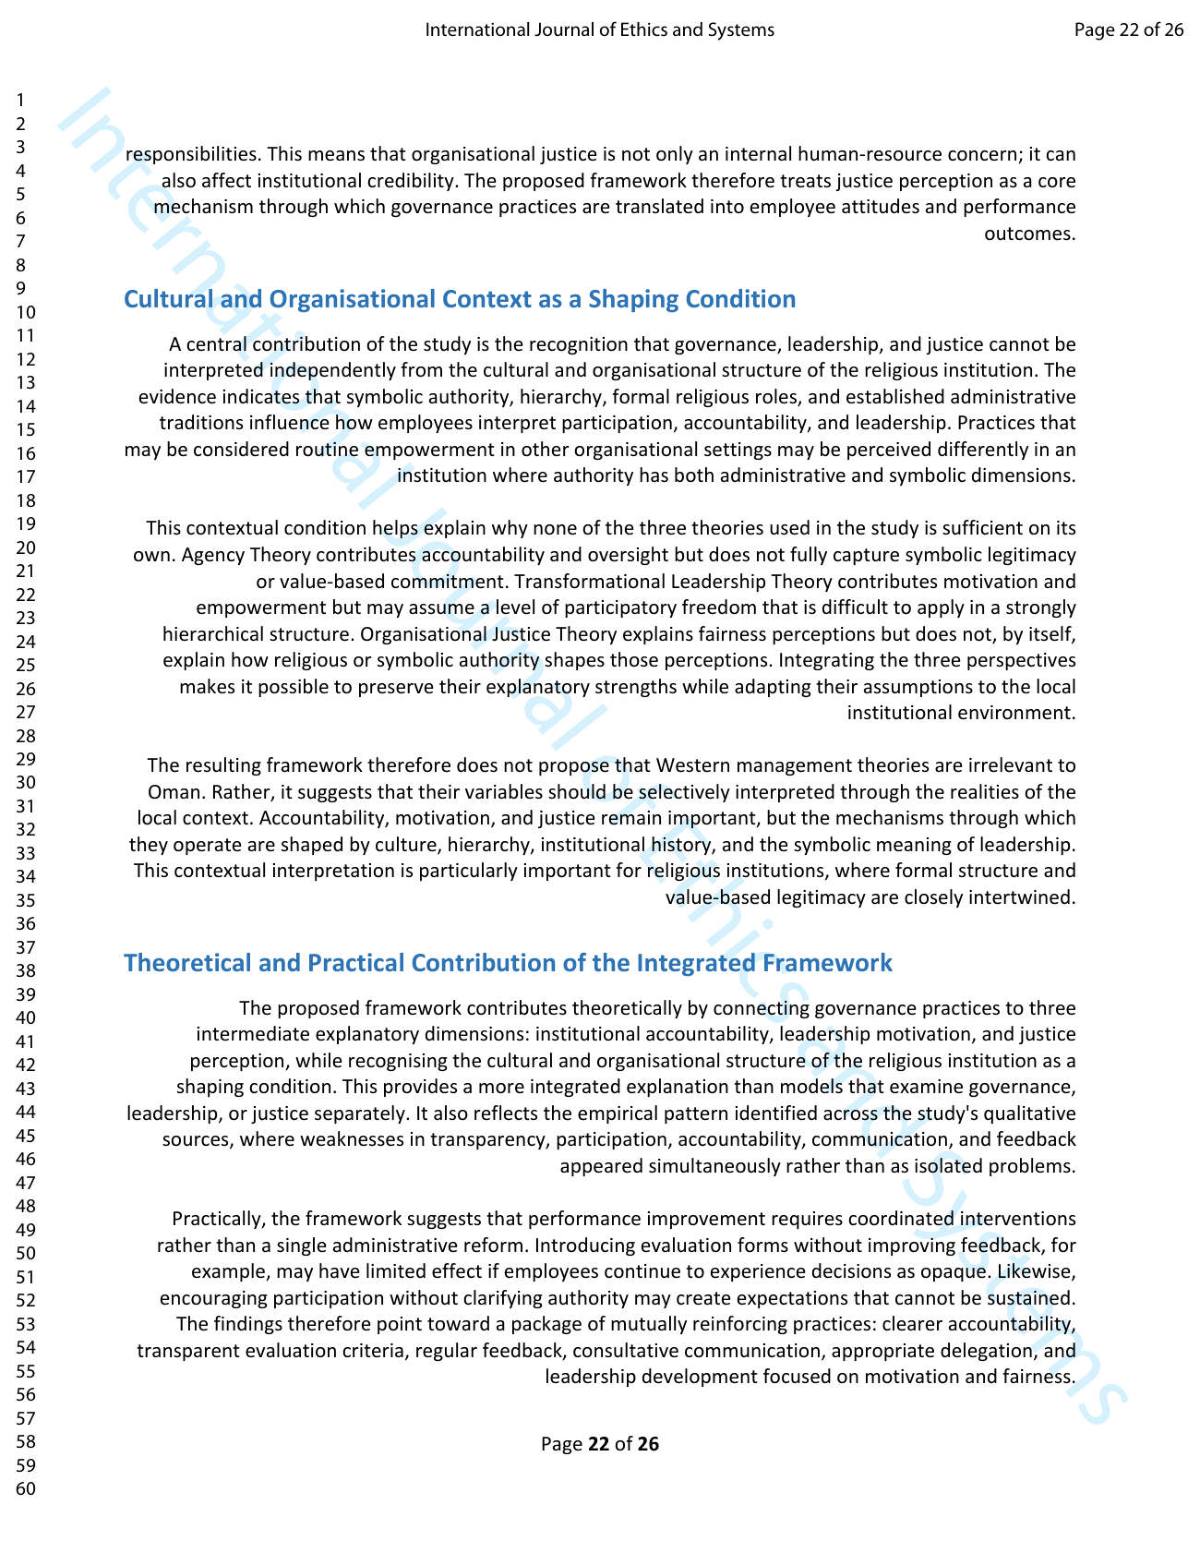 International Journal of Ethics and Systems
Page 22 of 26
1
2
3
4
5
6
7
8
9
10
11
12
13
14
15
16
17
18
19
20
21
22
23
24
25
26
27
28
29
30
31
32
33
34
35
36
37
38
39
40
41
42
43
44
45
46
47
48
49
50
51
52
53
54
55
56
57
58
59
60
responsibilities. This means that organisational justice is not only an internal human-resource concern; it can
also affect institutional credibility. The proposed framework therefore treats justice perception as a core
mechanism through which governance practices are translated into employee attitudes and performance
outcomes.
Cultural and Organisational Context as a Shaping Condition
A central contribution of the study is the recognition that governance, leadership, and justice cannot be
interpreted independently from the cultural and organisational structure of the religious institution. The
evidence indicates that symbolic authority, hierarchy, formal religious roles, and established administrative
traditions influence how employees interpret participation, accountability, and leadership. Practices that
may be considered routine empowerment in other organisational settings may be perceived differently in an
institution where authority has both administrative and symbolic dimensions.
This contextual condition helps explain why none of the three theories used in the study is sufficient on its
own. Agency Theory contributes accountability and oversight but does not fully capture symbolic legitimacy
or value-based commitment. Transformational Leadership Theory contributes motivation and
empowerment but may assume a level of participatory freedom that is difficult to apply in a strongly
hierarchical structure. Organisational Justice Theory explains fairness perceptions but does not, by itself,
explain how religious or symbolic authority shapes those perceptions. Integrating the three perspectives
makes it possible to preserve their explanatory strengths while adapting their assumptions to the local
institutional environment.
The resulting framework therefore does not propose that Western management theories are irrelevant to
Oman. Rather, it suggests that their variables should be selectively interpreted through the realities of the
local context. Accountability, motivation, and justice remain important, but the mechanisms through which
they operate are shaped by culture, hierarchy, institutional history, and the symbolic meaning of leadership.
This contextual interpretation is particularly important for religious institutions, where formal structure and
value-based legitimacy are closely intertwined.
Theoretical and Practical Contribution of the Integrated Framework
The proposed framework contributes theoretically by connecting governance practices to three
intermediate explanatory dimensions: institutional accountability, leadership motivation, and justice
perception, while recognising the cultural and organisational structure of the religious institution as a
shaping condition. This provides a more integrated explanation than models that examine governance,
leadership, or justice separately. It also reflects the empirical pattern identified across the study's qualitative
sources, where weaknesses in transparency, participation, accountability, communication, and feedback
appeared simultaneously rather than as isolated problems.
Practically, the framework suggests that performance improvement requires coordinated interventions
rather than a single administrative reform. Introducing evaluation forms without improving feedback, for
example, may have limited effect if employees continue to experience decisions as opaque. Likewise,
encouraging participation without clarifying authority may create expectations that cannot be sustained.
The findings therefore point toward a package of mutually reinforcing practices: clearer accountability,
transparent evaluation criteria, regular feedback, consultative communication, appropriate delegation, and
leadership development focused on motivation and fairness.
Page 22 of 26
International Journal of Ethics and Systems